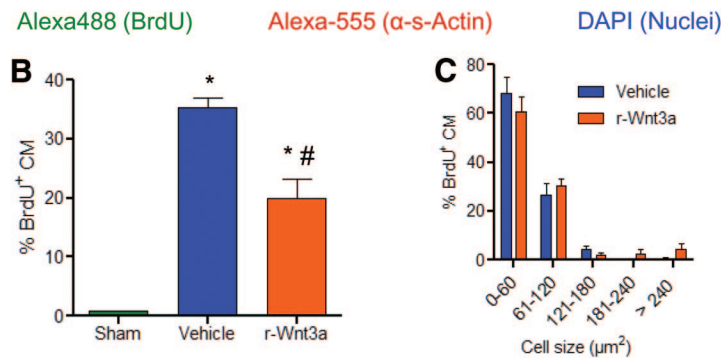 Alexa488 (BrdU) Alexa-555 (α-s-Actin) DAPI (Nuclei)
B
% BrdU⁺ CM
40
30
20
10
0
*
* #
Sham Vehicle r-Wnt3a
C
% BrdU⁺ CM
80
60
40
20
0
Vehicle
r-Wnt3a
0-60
61-120
121-180
181-240
> 240
Cell size (µm²)